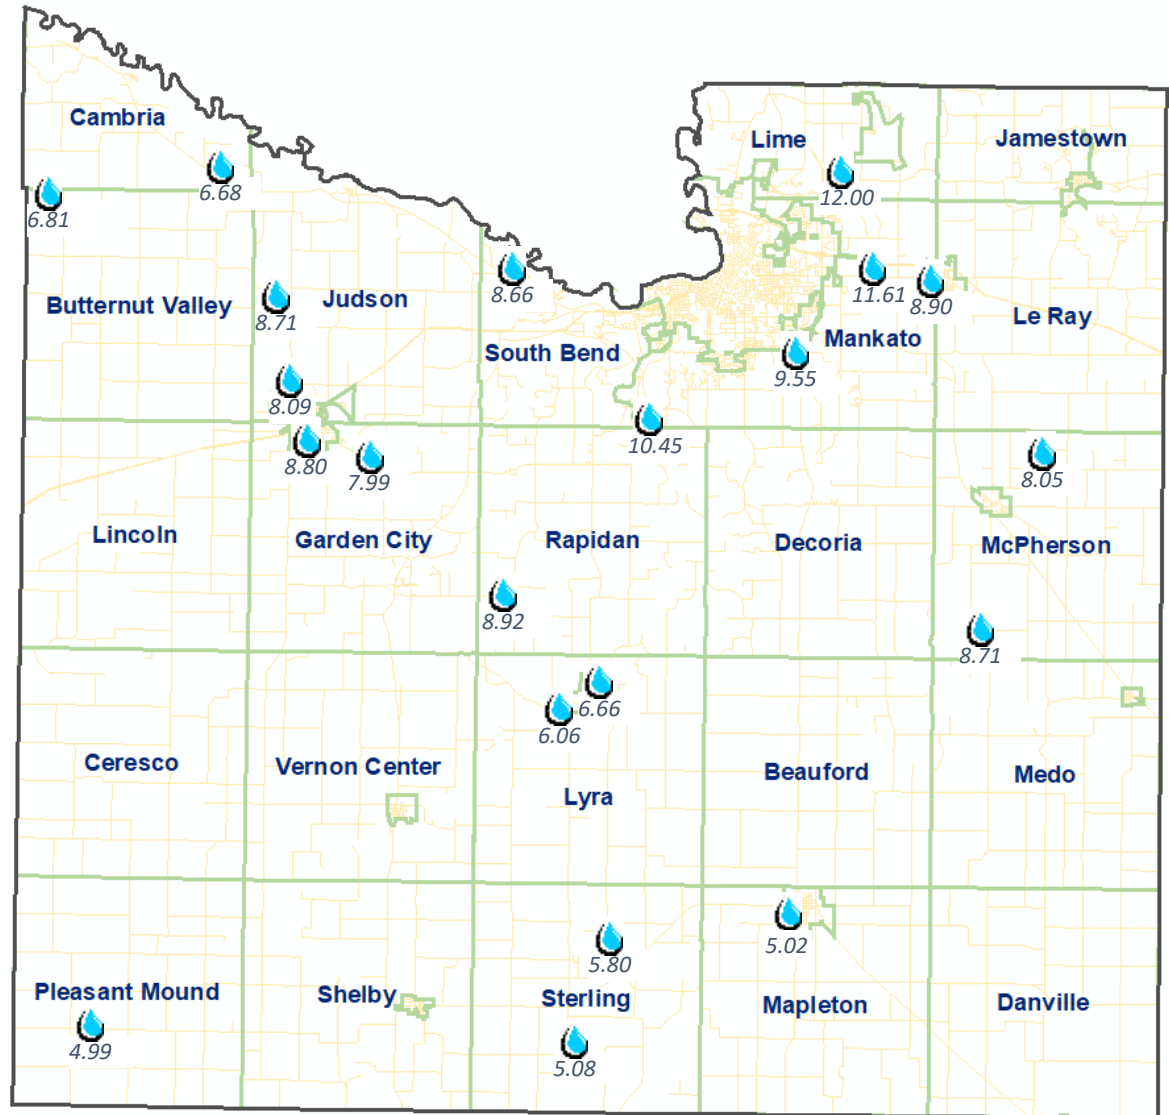 Cambria
Lime
Jamestown
6.68
12.00
6.81
8.66
11.61
8.90
Butternut Valley
Judson
8.71
Le Ray
South Bend
Mankato
9.55
8.09
10.45
8.80
7.99
8.05
Lincoln
Garden City
Rapidan
Decoria
McPherson
8.92
8.71
6.66
6.06
Ceresco
Vernon Center
Lyra
Beauford
Medo
5.02
5.80
Pleasant Mound
Shelby
Sterling
Mapleton
Danville
4.99
5.08